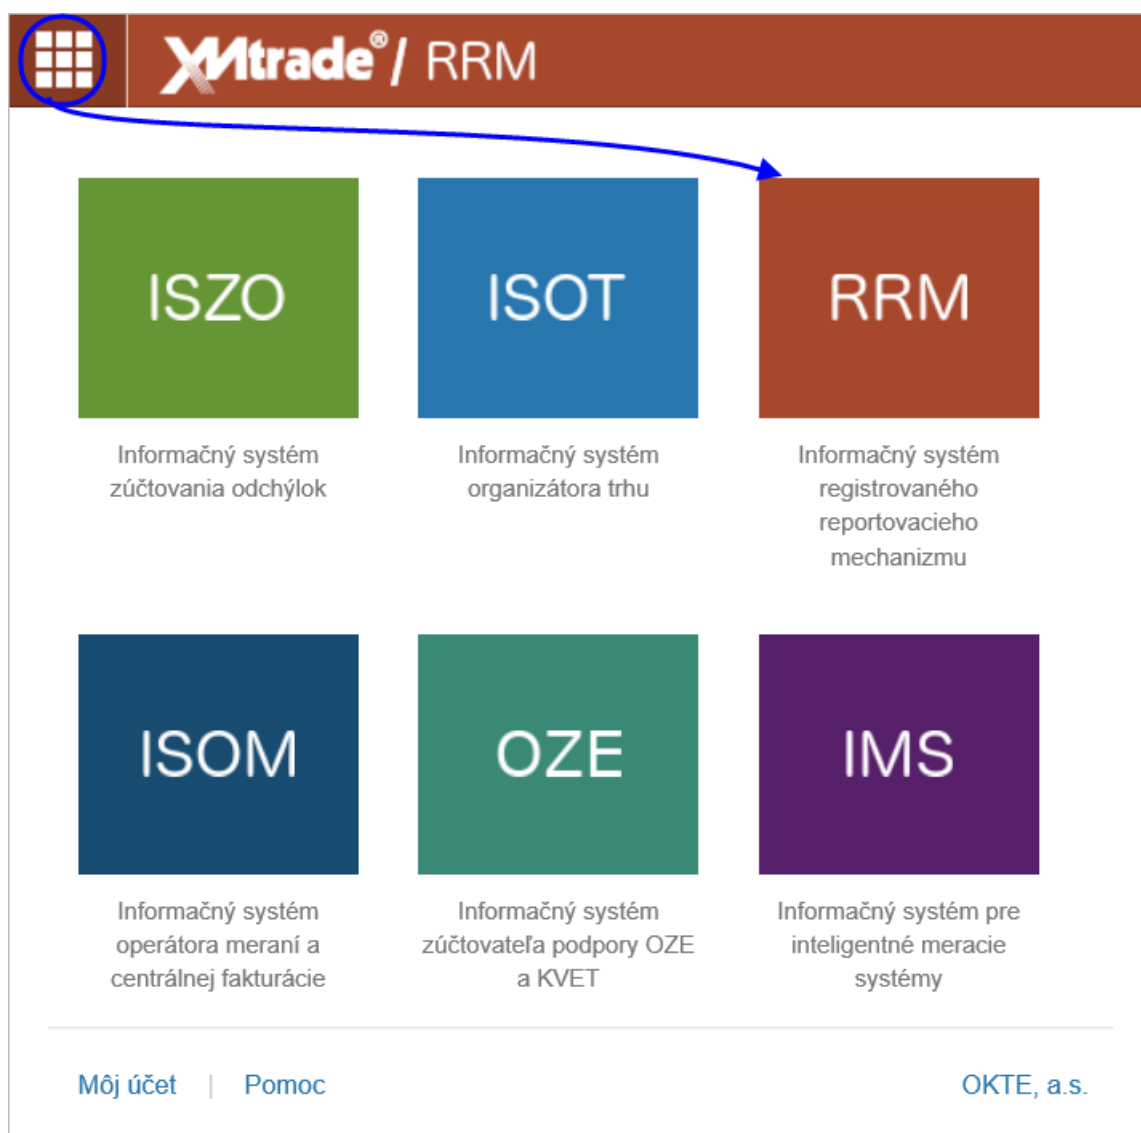 XMtrade®/ RRM
ISZO
ISOT
RRM
Informačný systém
zúčtovania odchýlok
Informačný systém
organizátora trhu
Informačný systém
registrovaného
reportovacieho
mechanizmu
ISOM
OZE
IMS
Informačný systém
operátora meraní a
centrálnej fakturácie
Informačný systém
zúčtovateľa podpory OZE
a KVET
Informačný systém pre
inteligentné meracie
systémy
Môj účet | Pomoc
OKTE, a.s.